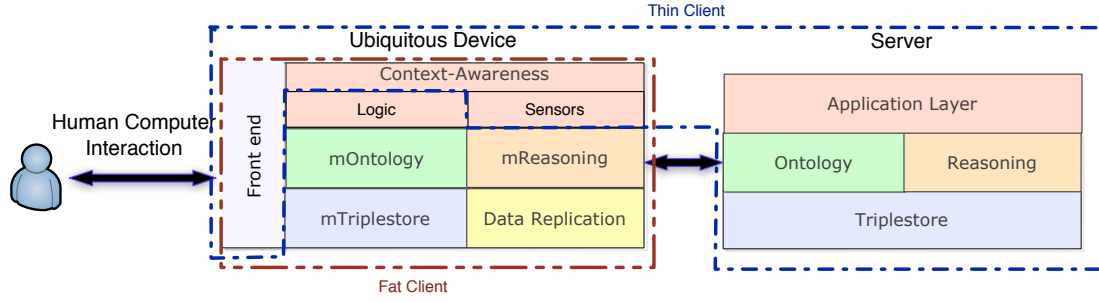 Thin Client
Ubiquitous Device
Server
Context-Awareness
Logic
Sensors
Application Layer
Human Computer
Interaction
Front end
mOntology
mReasoning
Ontology
Reasoning
mTriplestore
Data Replication
Triplestore
Fat Client